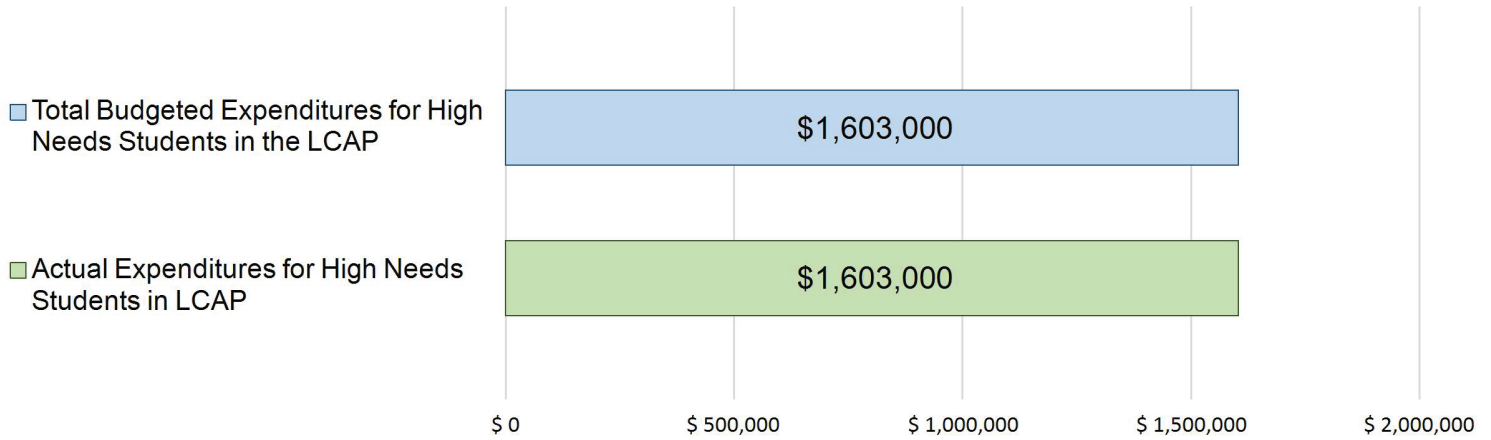 Total Budgeted Expenditures for High
Needs Students in the LCAP
$1,603,000
Actual Expenditures for High Needs
Students in LCAP
$1,603,000
$ 0
$ 500,000
$ 1,000,000
$ 1,500,000
$ 2,000,000